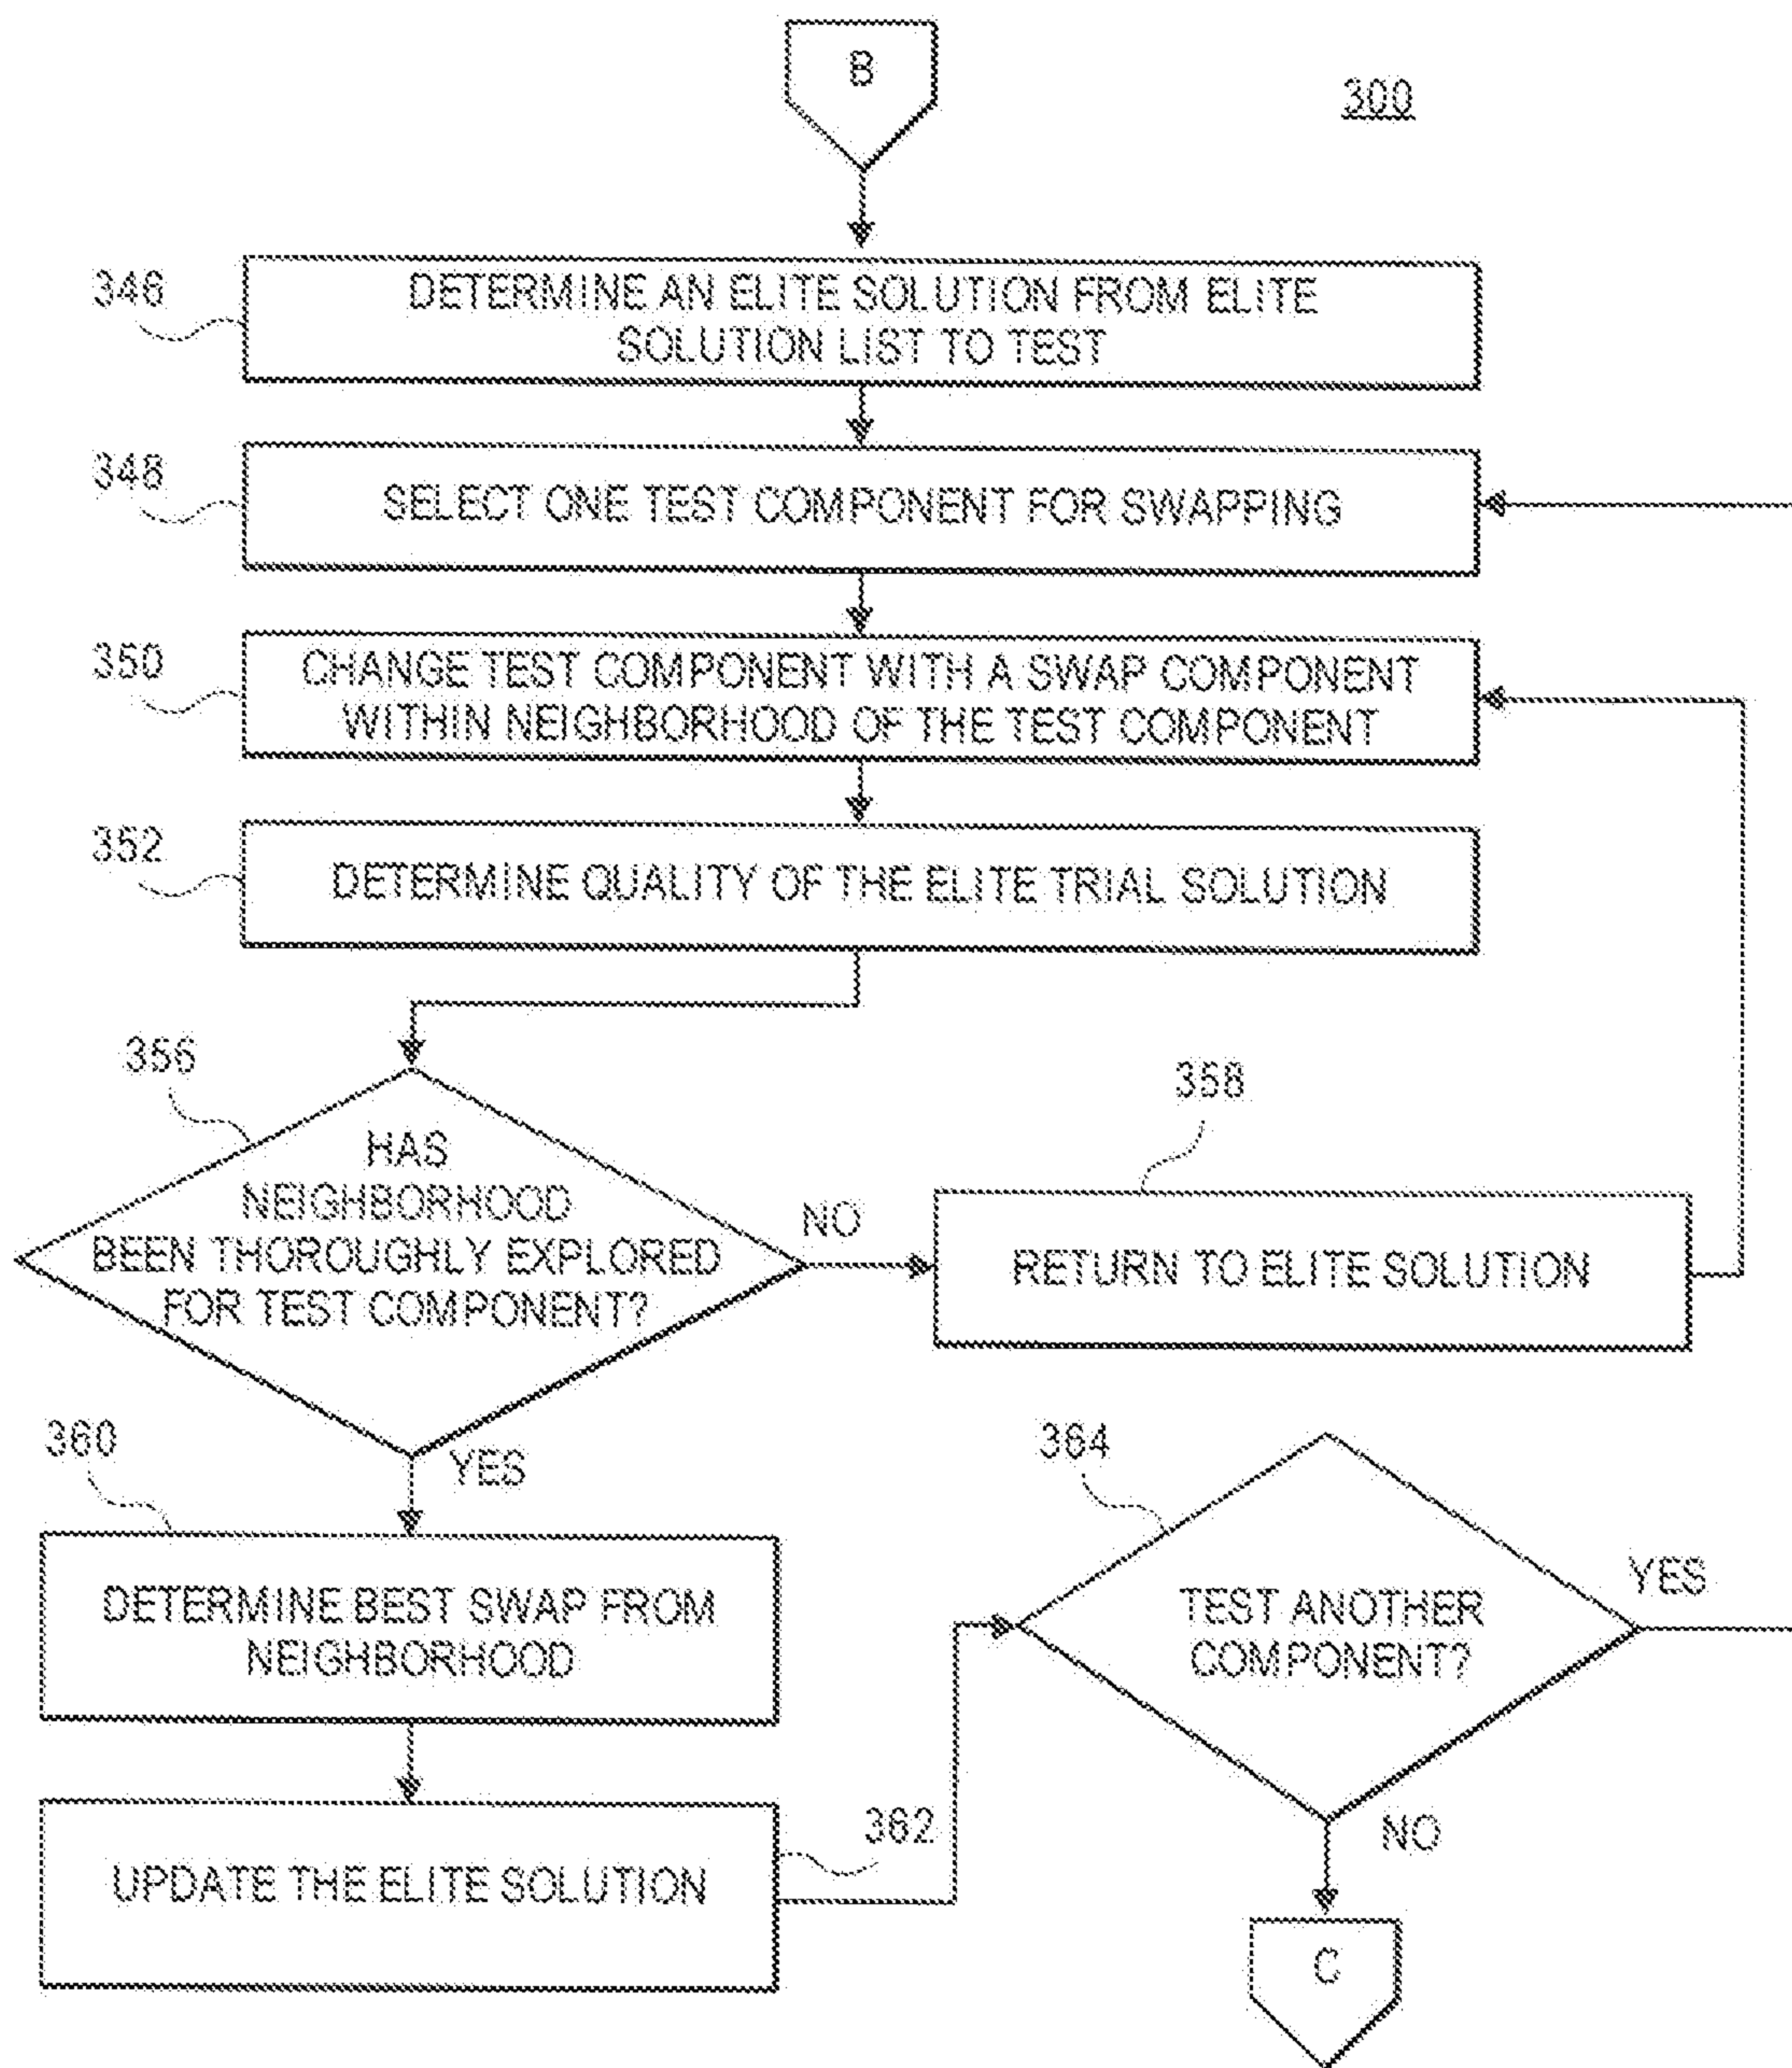 B
300
346
DETERMINE AN ELITE SOLUTION FROM ELITE
SOLUTION LIST TO TEST
348
SELECT ONE TEST COMPONENT FOR SWAPPING
350
CHANGE TEST COMPONENT WITH A SWAP COMPONENT
WITHIN NEIGHBORHOOD OF THE TEST COMPONENT
352
DETERMINE QUALITY OF THE ELITE TRIAL SOLUTION
356
HAS
NEIGHBORHOOD
BEEN THOROUGHLY EXPLORED
FOR TEST COMPONENT?
NO
358
RETURN TO ELITE SOLUTION
YES
360
DETERMINE BEST SWAP FROM
NEIGHBORHOOD
362
UPDATE THE ELITE SOLUTION
364
TEST ANOTHER
COMPONENT?
YES
NO
C